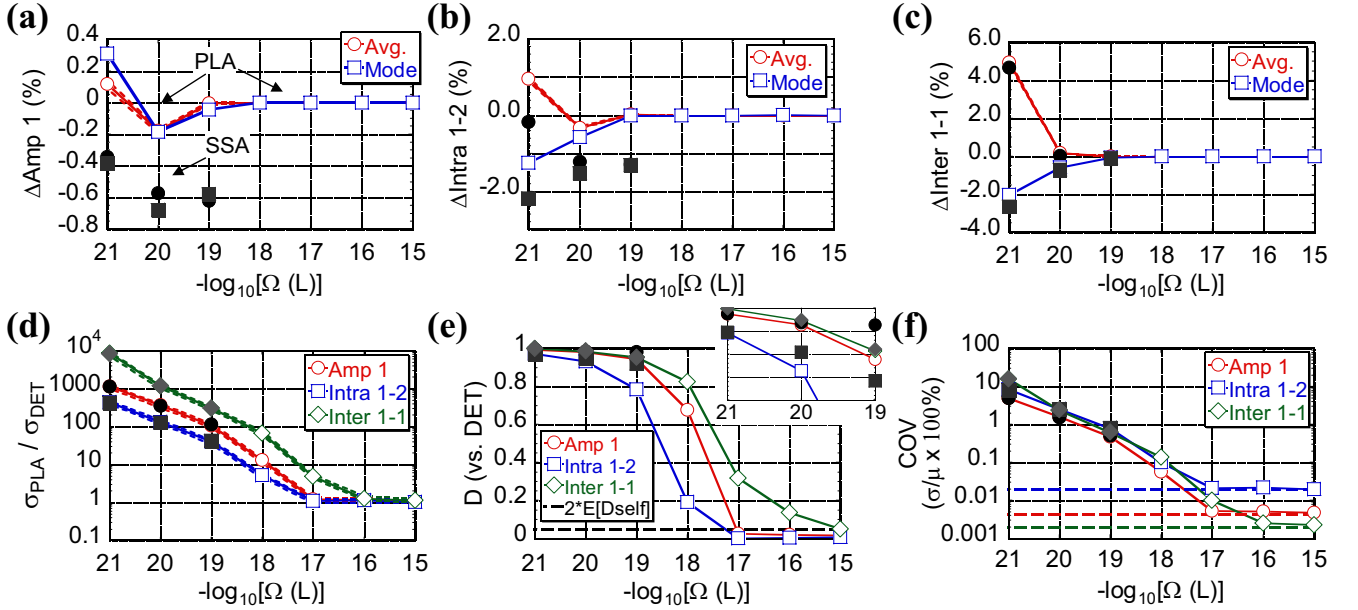 (a)
0.4
0.2
0
-0.2
-0.4
-0.6
-0.8
ΔAmp 1 (%)
PLA
SSA
Avg.
Mode
21 20 19 18 17 16 15
-log10[Ω (L)]
(b)
2.0
0.0
-2.0
ΔIntra 1-2 (%)
Avg.
Mode
21 20 19 18 17 16 15
-log10[Ω (L)]
(c)
6.0
4.0
2.0
0.0
-2.0
-4.0
ΔInter 1-1 (%)
Avg.
Mode
21 20 19 18 17 16 15
-log10[Ω (L)]
(d)
10^4
1000
100
10
1
0.1
σPLA / σDET
Amp 1
Intra 1-2
Inter 1-1
21 20 19 18 17 16 15
-log10[Ω (L)]
(e)
1
0.8
0.6
0.4
0.2
0
D (vs. DET)
21 20 19
Amp 1
Intra 1-2
Inter 1-1
2*E[Dself]
21 20 19 18 17 16 15
-log10[Ω (L)]
(f)
100
10
1
0.1
0.01
0.001
COV
(σ/μ x 100%)
Amp 1
Intra 1-2
Inter 1-1
21 20 19 18 17 16 15
-log10[Ω (L)]